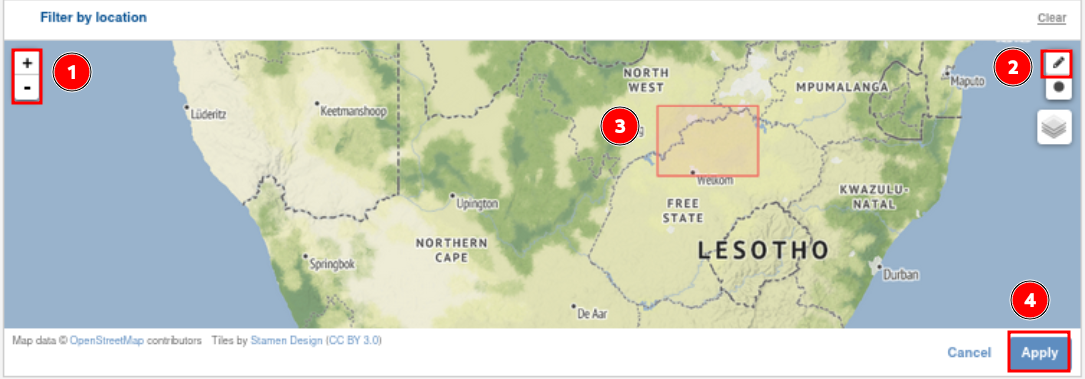 Filter by location
Clear
+
1
-
2
3
4
NORTH
WEST
MPUMALANGA
Maputo
Lüderitz
Keetmanshoop
g
Welkom
Upington
FREE
STATE
KWAZULU-
NATAL
NORTHERN
CAPE
LESOTHO
Springbok
Durban
De Aar
Map data © OpenStreetMap contributors Tiles by Stamen Design (CC BY 3.0)
Cancel
Apply